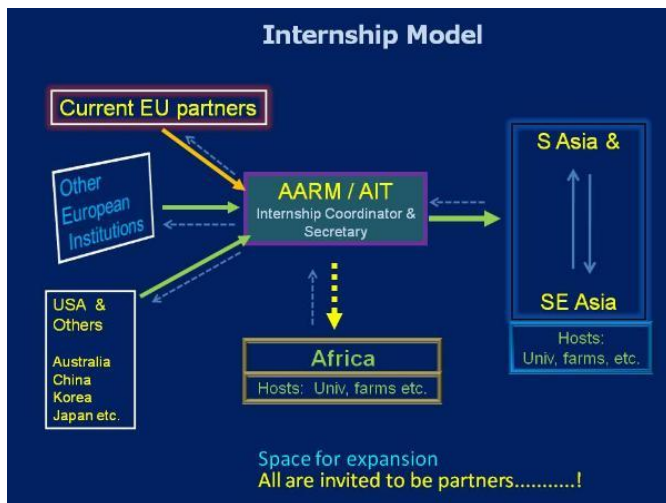 Internship Model
Current EU partners
Other
European
Institutions
USA &
Others
Australia
China
Korea
Japan etc.
AARM / AIT
Internship Coordinator &
Secretary
Africa
Hosts: Univ, farms etc.
S Asia &
SE Asia
Hosts:
Univ, farms, etc.
Space for expansion
All are invited to be partners...........!